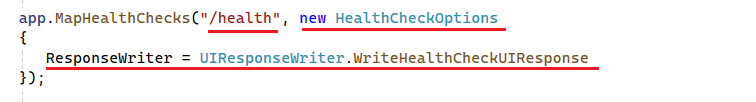 app.MapHealthChecks("/health", new HealthCheckOptions
{
    ResponseWriter = UIResponseWriter.WriteHealthCheckUIResponse
});